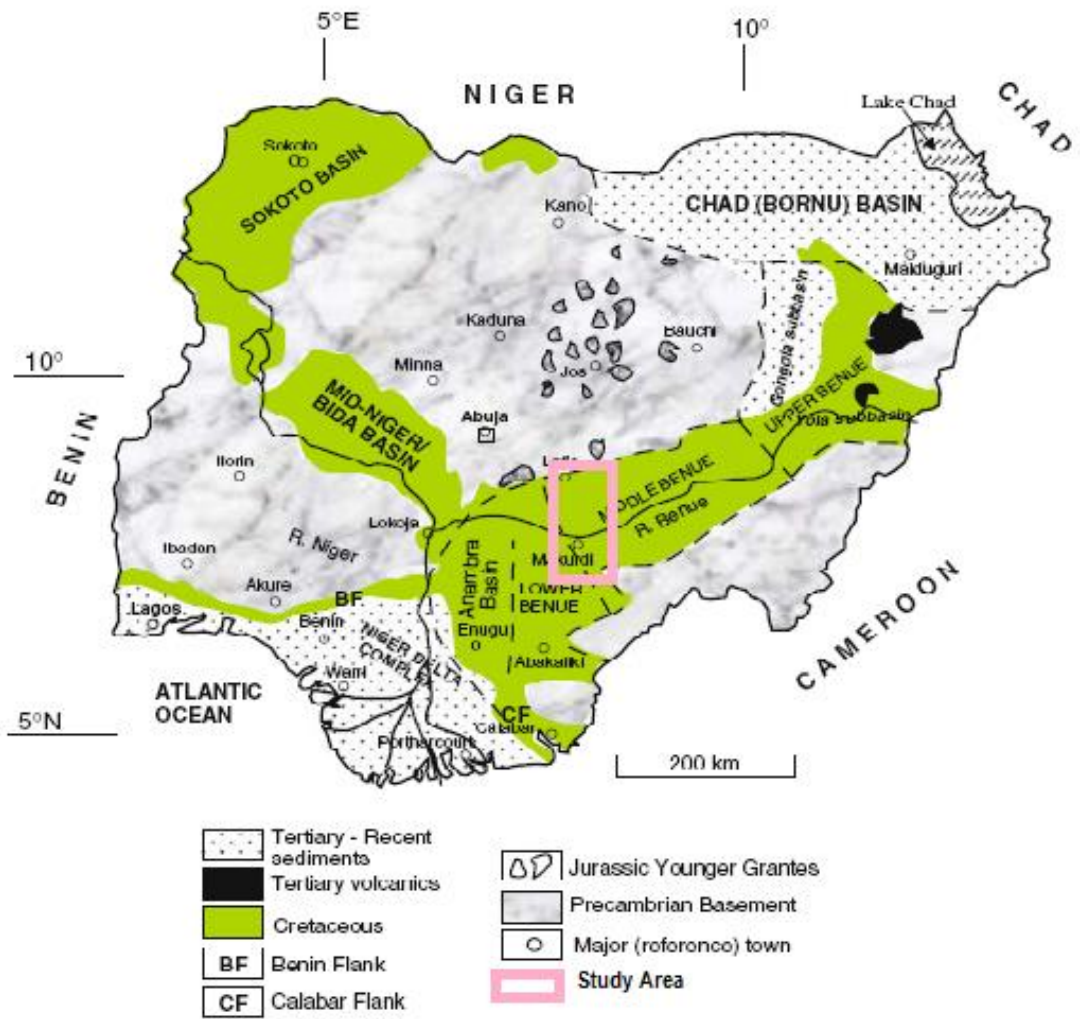 5°E
10°
NIGER
CHAD
Lake Chad
Sokoto
SOKOTO BASIN
Kano
CHAD (BORNU) BASIN
Maiduguri
Kaduna
Bauchi
Gongola subbasin
10°
Minna
Jos
MID-NIGER/
BIDA BASIN
Abuja
UPPER BENUE
Yola subbasin
BENIN
Ilorin
Lafia
MIDDLE BENUE
R. Benue
Lokoja
R. Niger
Ibadan
Makurdi
Anambra
Basin
LOWER
BENUE
Akure
BF
Lagos
Benin
Enugu
Abakaliki
NIGER DELTA
COMPLEX
Warri
CAMEROON
ATLANTIC
OCEAN
5°N
CF
Calabar
Portharcourt
200 km
Tertiary - Recent
sediments
Tertiary volcanics
Cretaceous
BF Benin Flank
CF Calabar Flank
Jurassic Younger Grantes
Precambrian Basement
Major (roforonco) town
Study Area